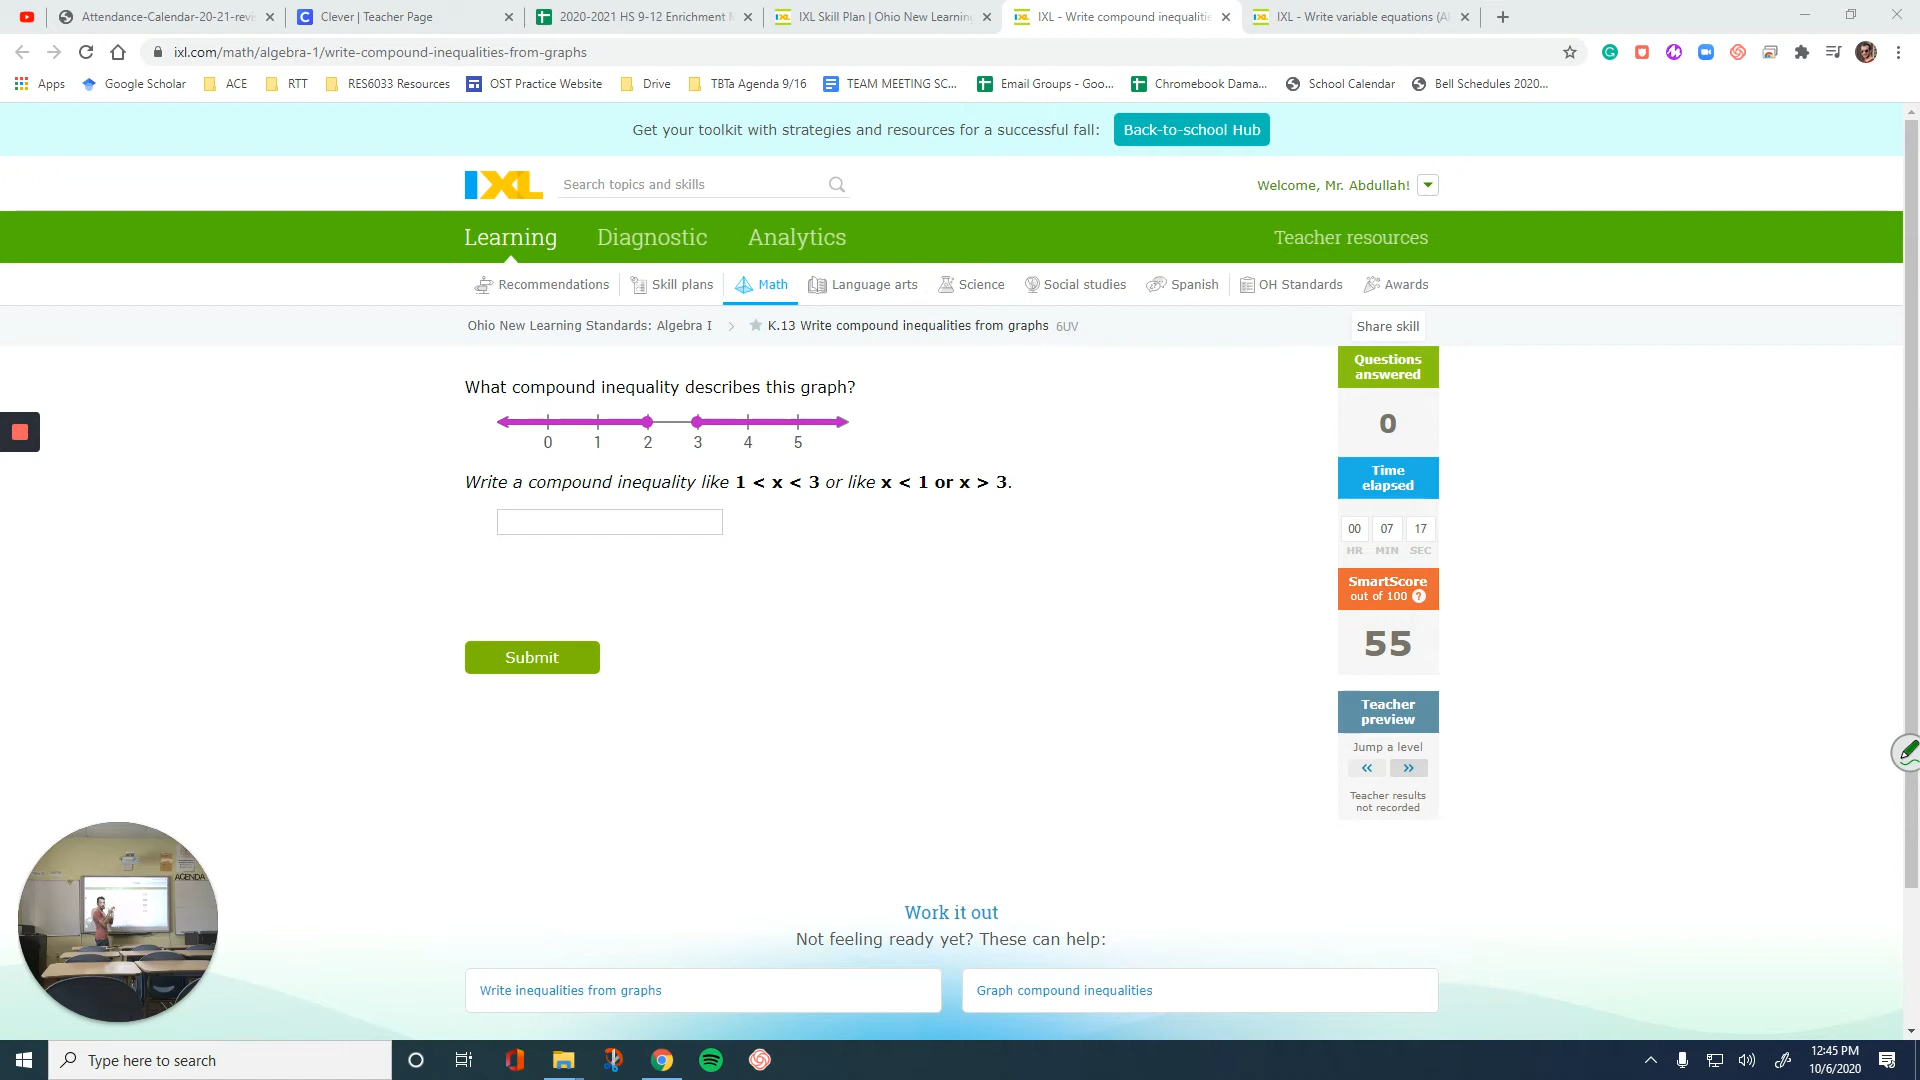 Attendance-Calendar-20-21-revi
Clever | Teacher Page
2020-2021 HS 9-12 Enrichment M
IXL Skill Plan | Ohio New Learning
IXL - Write compound inequalitie
IXL - Write variable equations (Al
ixl.com/math/algebra-1/write-compound-inequalities-from-graphs
Apps Google Scholar ACE RTT RES6033 Resources OST Practice Website Drive TBTa Agenda 9/16 TEAM MEETING SC... Email Groups - Goo... Chromebook Dama... School Calendar Bell Schedules 2020...
Get your toolkit with strategies and resources for a successful fall: Back-to-school Hub
IXL Search topics and skills Welcome, Mr. Abdullah!
Learning Diagnostic Analytics Teacher resources
Recommendations Skill plans Math Language arts Science Social studies Spanish OH Standards Awards
Ohio New Learning Standards: Algebra I > K.13 Write compound inequalities from graphs 6UV Share skill
What compound inequality describes this graph?
0 1 2 3 4 5
Write a compound inequality like 1 < x < 3 or like x < 1 or x > 3.
Submit
Questions
answered
0
Time
elapsed
00 07 17
HR MIN SEC
SmartScore
out of 100 ?
55
Teacher
preview
Jump a level
<< >>
Teacher results
not recorded
AGENDA
Work it out
Not feeling ready yet? These can help:
Write inequalities from graphs Graph compound inequalities
Type here to search
12:45 PM
10/6/2020